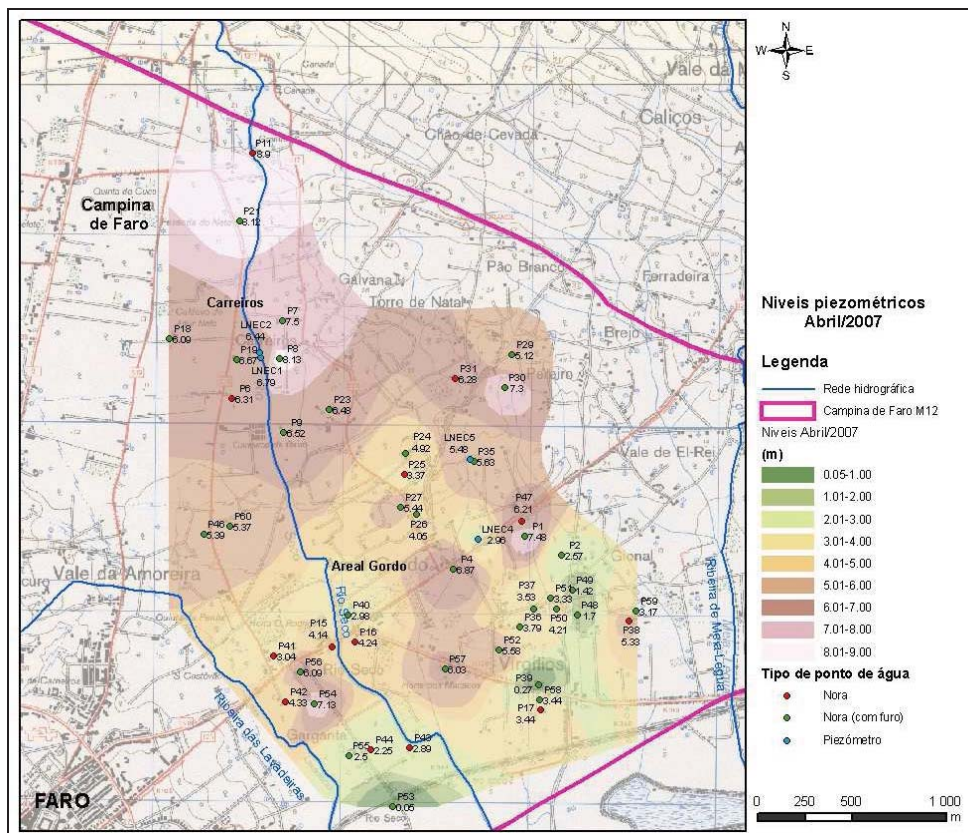 N
W E
S
Vale da
Caliços
Chão de Cevada
P11
8.9
Campina
de Faro
P21
8.12
Galvana
Pão Branco
Ferradeira
Torre de Natal
Carreiros
P7
7.5
LNEC2
6.44
P18
6.09
P19
6.67
P8
8.13
LNEC1
6.79
P6
6.31
Brejo
P29
5.12
P31
6.28
P30
7.3
P23
6.48
P9
6.52
P24
4.92
LNEC5
5.48
P35
5.63
P25
3.37
Vale de El-Rei
P27
5.44
P26
4.05
P47
6.21
P1
7.48
LNEC4
2.96
P60
5.37
P46
5.39
P2
2.57
Gional
Vale da Amoreira
Areal Gordo
P4
6.87
P49
1.42
P37
3.53
P51
3.33
P48
1.7
P59
3.17
P36
3.79
P50
4.21
P38
5.33
P40
2.98
Rio Seco
P15
4.14
P16
4.24
P41
3.04
P56
6.09
Rio Seco
P52
5.58
Virgílios
P57
6.03
P39
0.27
P58
3.44
P17
3.44
P42
4.33
P54
7.13
Garganta
P55
2.5
P44
2.25
P43
2.89
P53
0.05
Rio Seco
Ribeira das Lavadeiras
Ribeira de Meia-Légua
FARO
Níveis piezométricos
Abril/2007
Legenda
Rede hidrográfica
Campina de Faro M12
Níveis Abril/2007
(m)
0.05-1.00
1.01-2.00
2.01-3.00
3.01-4.00
4.01-5.00
5.01-6.00
6.01-7.00
7.01-8.00
8.01-9.00
Tipo de ponto de água
Nora
Nora (com furo)
Piezómetro
0 250 500 1 000
m